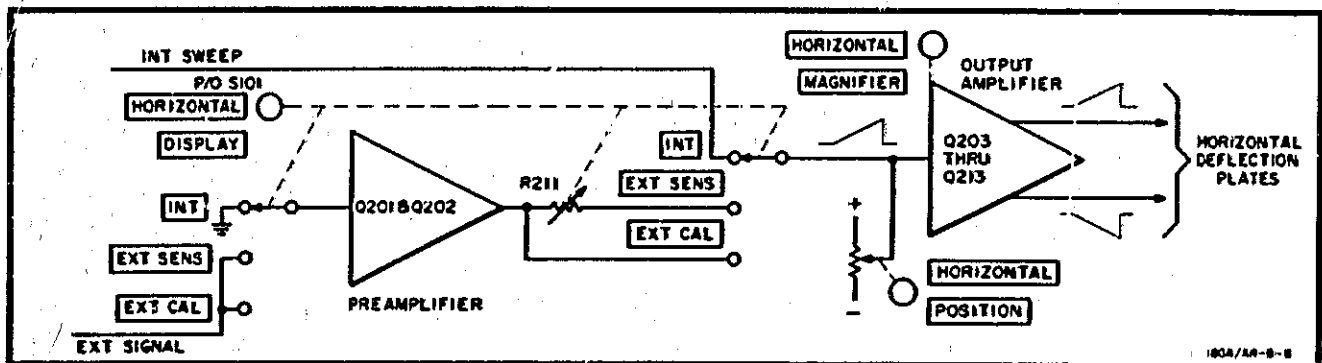 INT SWEEP
P/O S101
HORIZONTAL
DISPLAY
INT
EXT SENS
EXT CAL
EXT SIGNAL
Q201&Q202
PREAMPLIFIER
R211
INT
EXT SENS
EXT CAL
HORIZONTAL
MAGNIFIER
OUTPUT
AMPLIFIER
Q203
THRU
Q213
+
-
HORIZONTAL
POSITION
HORIZONTAL
DEFLECTION
PLATES